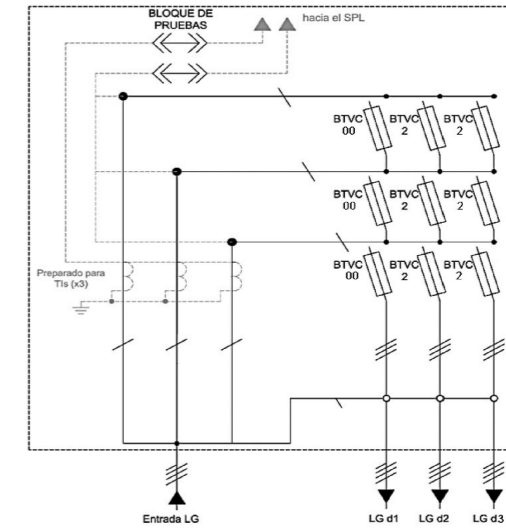 BLOQUE DE
PRUEBAS
hacia el SPL
BTVC
00
BTVC
2
BTVC
2
BTVC
00
BTVC
2
BTVC
2
BTVC
00
BTVC
2
BTVC
2
Preparado para
TIs (x3)
Entrada LG
LG d1
LG d2
LG d3